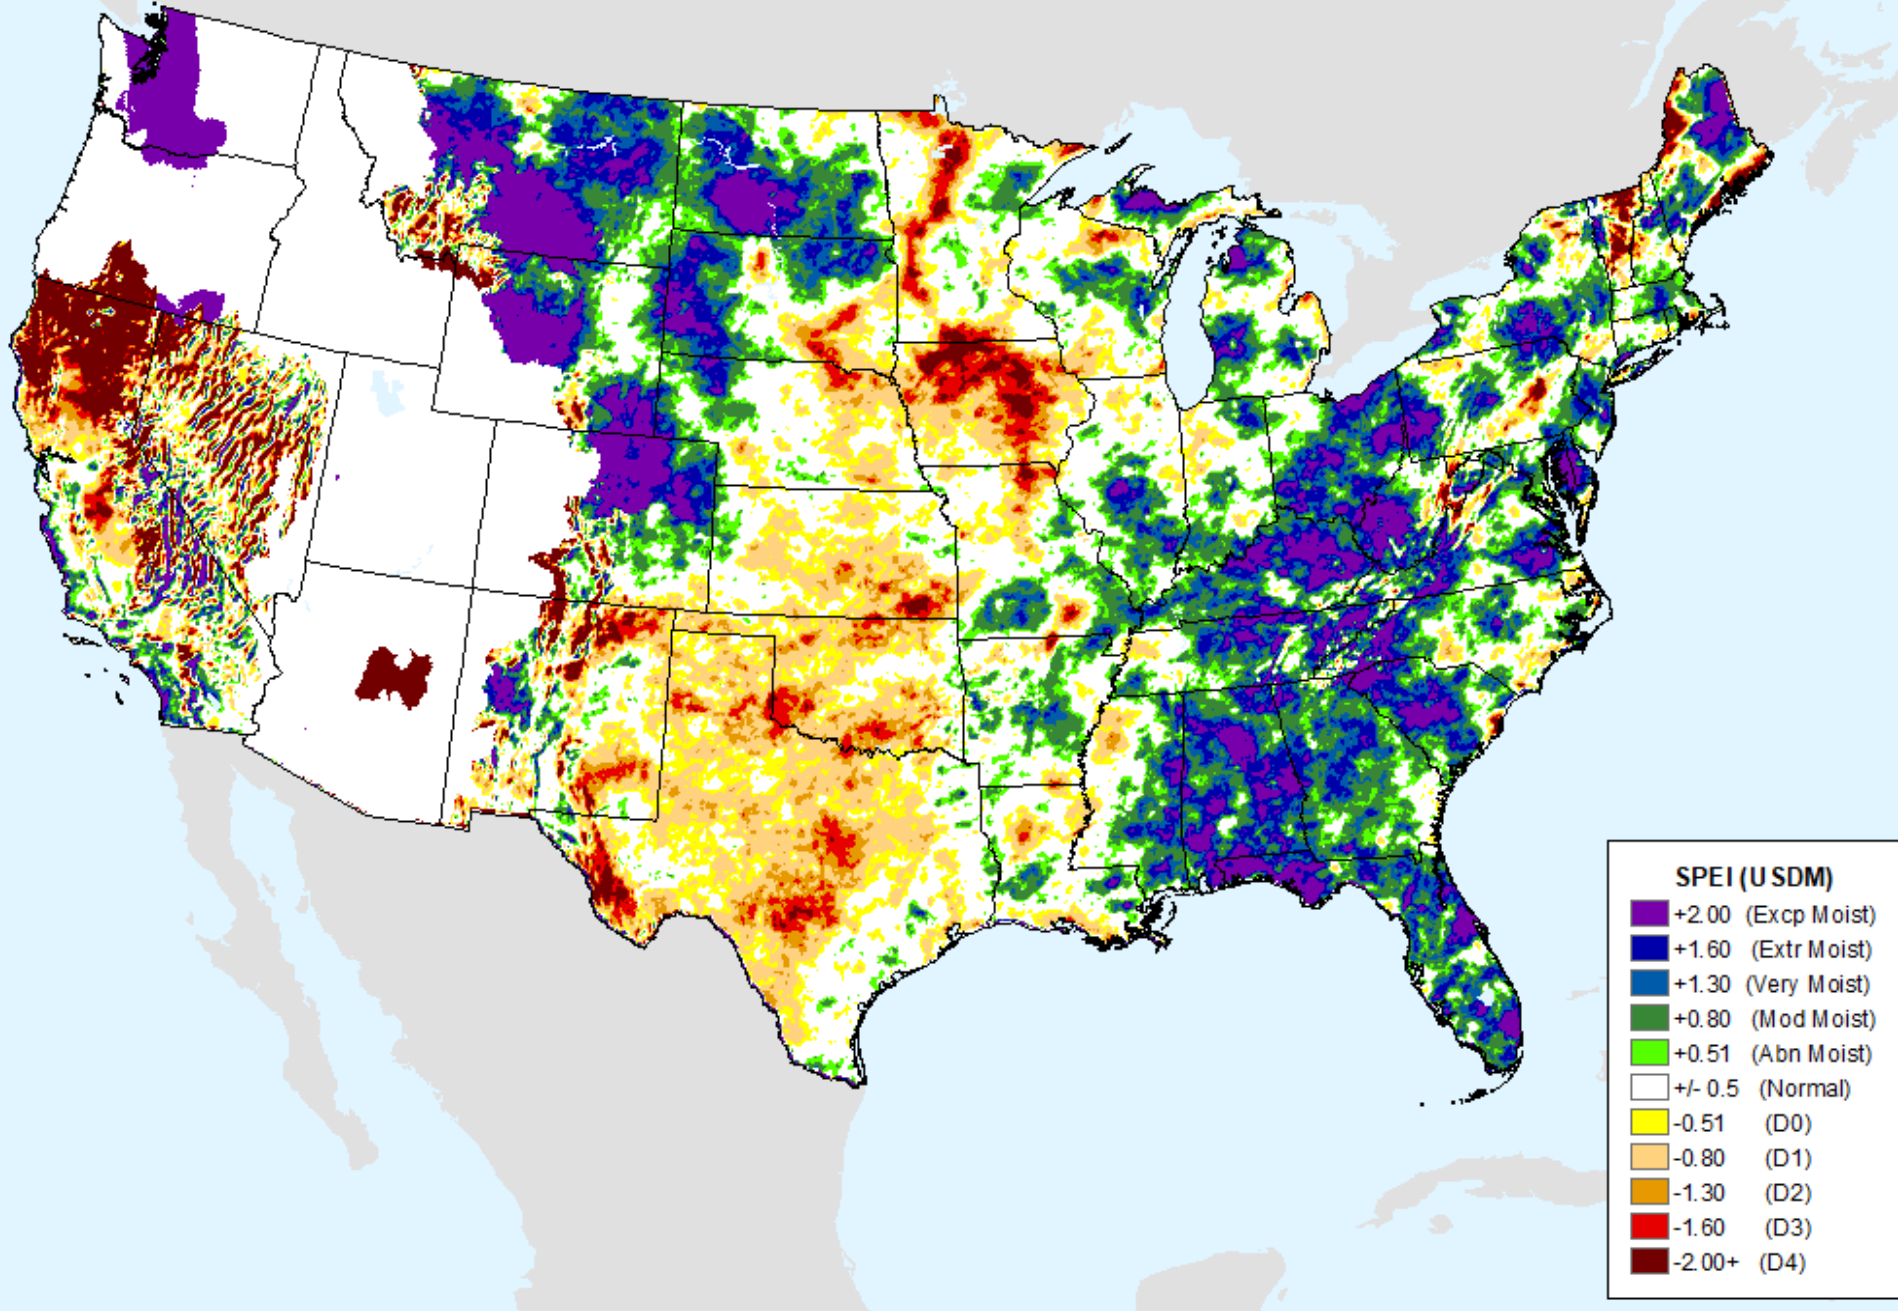 SPEI (USDM)
+2.00 (Excp Moist)
+1.60 (Extr Moist)
+1.30 (Very Moist)
+0.80 (Mod Moist)
+0.51 (Abn Moist)
+/- 0.5 (Normal)
-0.51 (D0)
-0.80 (D1)
-1.30 (D2)
-1.60 (D3)
-2.00+ (D4)